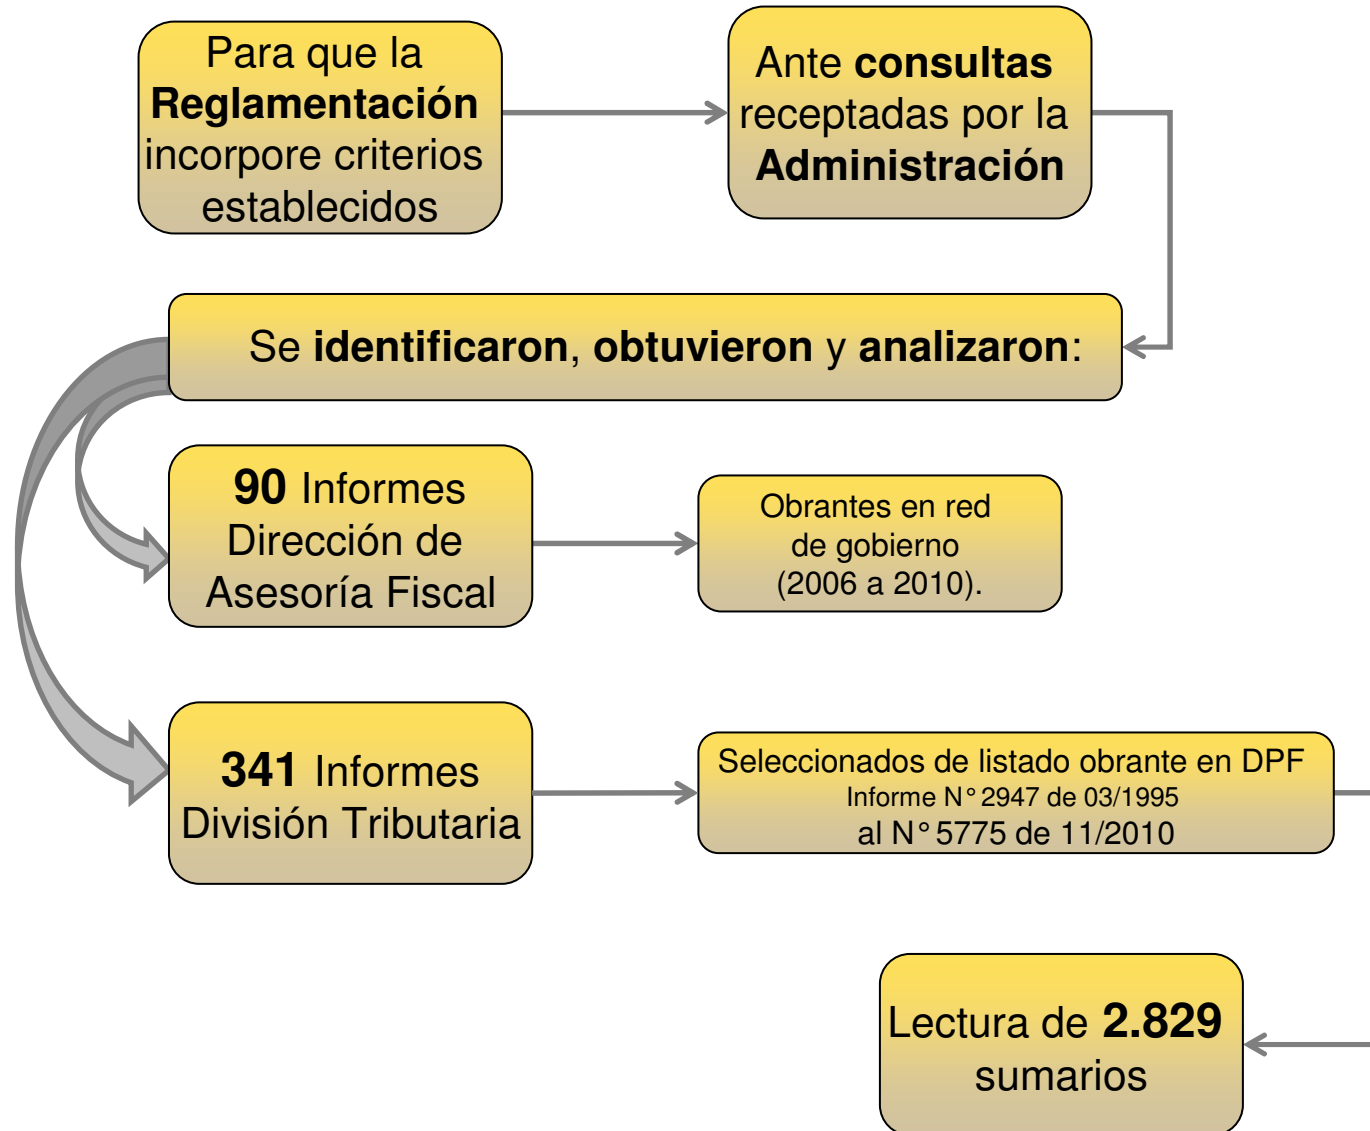 Para que la
Reglamentación
incorpore criterios
establecidos
Ante consultas
receptadas por la
Administración
Se identificaron, obtuvieron y analizaron:
90 Informes
Dirección de
Asesoría Fiscal
Obrantes en red
de gobierno
(2006 a 2010).
341 Informes
División Tributaria
Seleccionados de listado obrante en DPF
Informe N° 2947 de 03/1995
al N° 5775 de 11/2010
Lectura de 2.829
sumarios